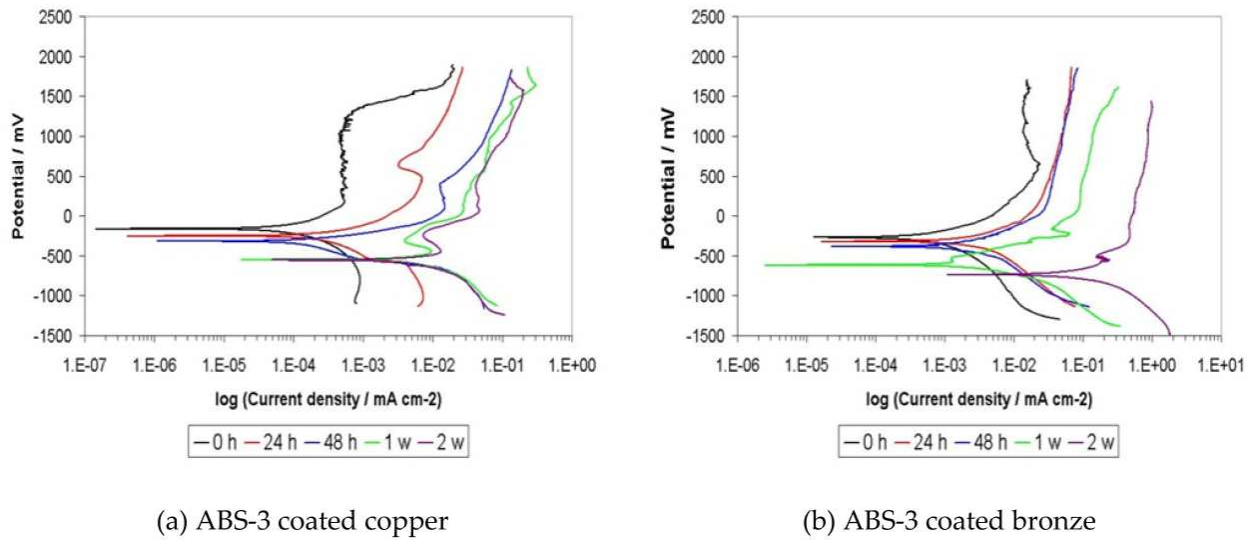 2500
2000
1500
1000
500
0
-500
-1000
-1500
Potential / mV
1.E-07 1.E-06 1.E-05 1.E-04 1.E-03 1.E-02 1.E-01 1.E+00
log (Current density / mA cm-2)
0 h 24 h 48 h 1 w 2 w
(a) ABS-3 coated copper
2500
2000
1500
1000
500
0
-500
-1000
-1500
Potential / mV
1.E-06 1.E-05 1.E-04 1.E-03 1.E-02 1.E-01 1.E+00 1.E+01
log (Current density / mA cm-2)
0 h 24 h 48 h 1 w 2 w
(b) ABS-3 coated bronze